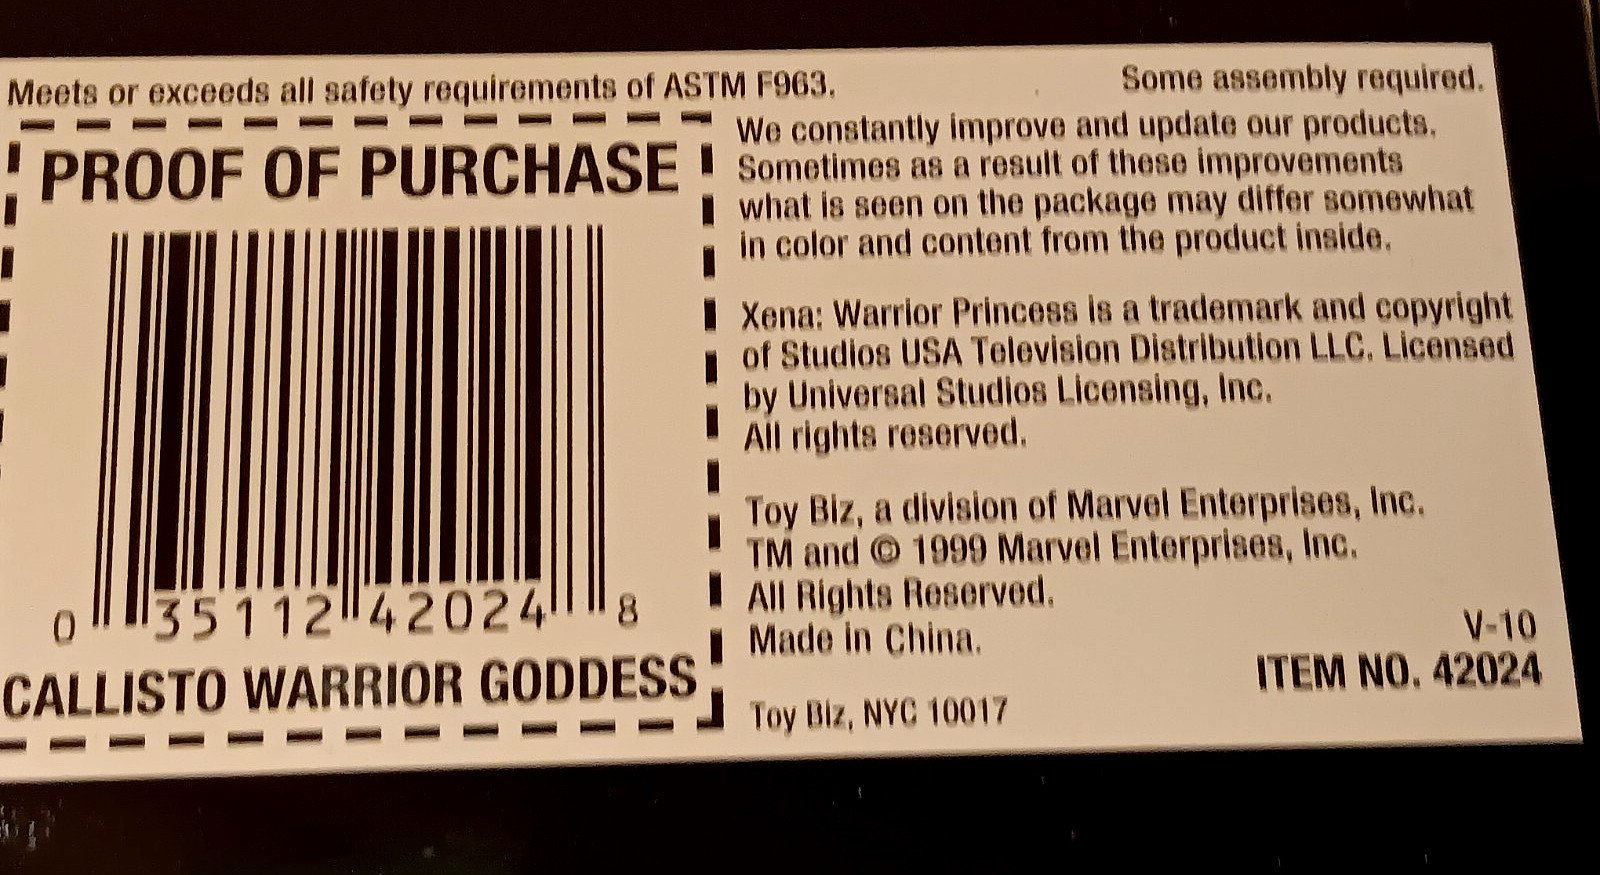 Meets or exceeds all safety requirements of ASTM F963.
Some assembly required.
PROOF OF PURCHASE
0 35112 42024 8
CALLISTO WARRIOR GODDESS
We constantly improve and update our products.
Sometimes as a result of these improvements
what is seen on the package may differ somewhat
in color and content from the product inside.
Xena: Warrior Princess is a trademark and copyright
of Studios USA Television Distribution LLC. Licensed
by Universal Studios Licensing, Inc.
All rights reserved.
Toy Biz, a division of Marvel Enterprises, Inc.
TM and © 1999 Marvel Enterprises, Inc.
All Rights Reserved.
Made in China.
V-10
ITEM NO. 42024
Toy Biz, NYC 10017